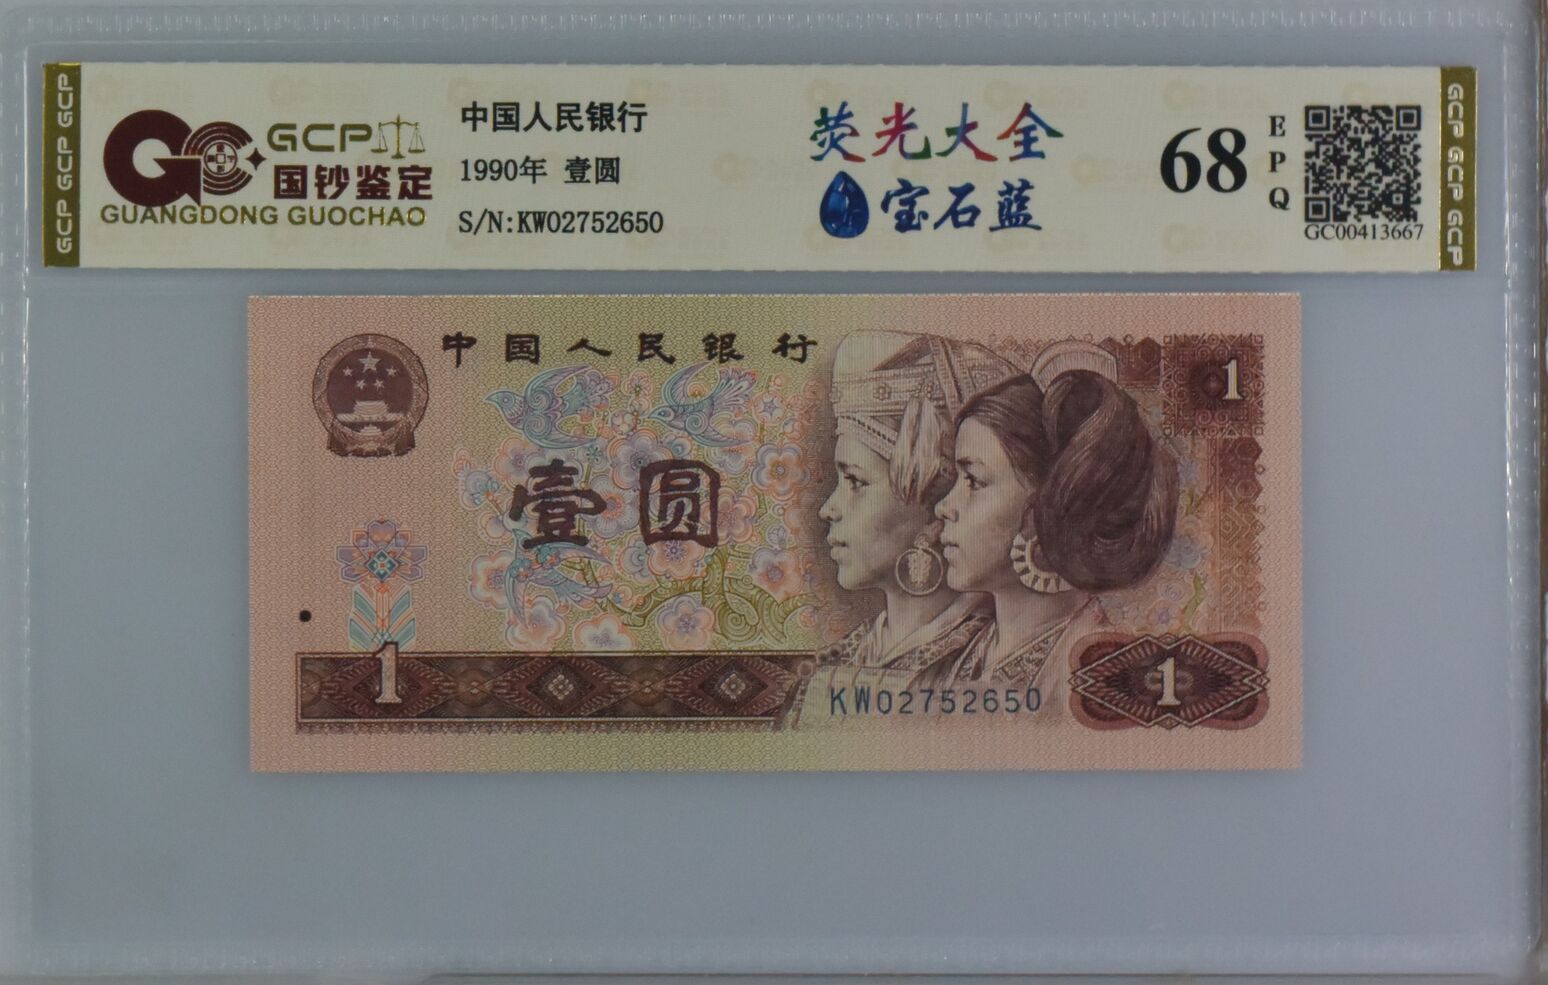 GCP GCP GCP
GCP
国钞鉴定
GUANGDONG GUOCHAO
中国人民银行
1990年 壹圆
S/N:KW02752650
荧光大全
宝石蓝
68
EPQ
GC00413667
GCP GCP GCP
中国人民银行
1
壹圆
1
KW02752650
1